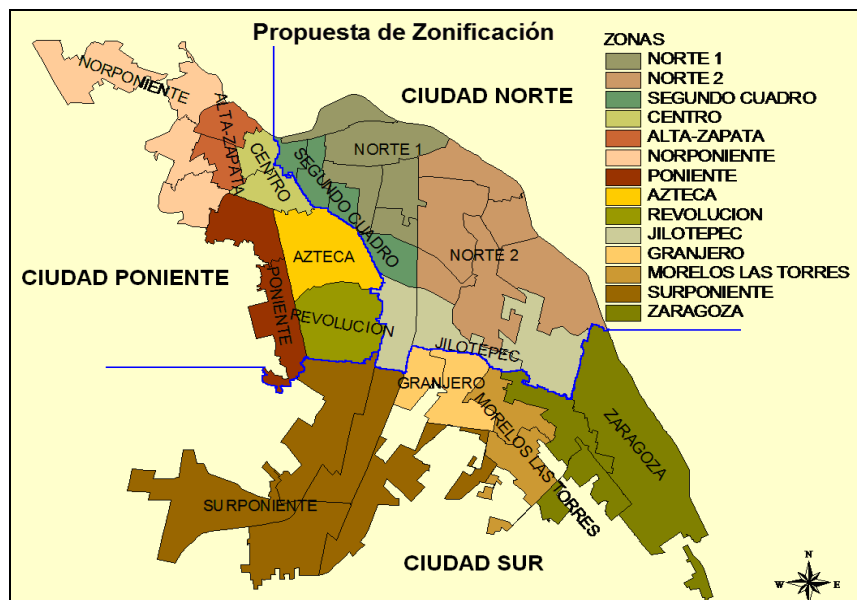 Propuesta de Zonificación
ZONAS
NORTE 1
NORTE 2
SEGUNDO CUADRO
CENTRO
ALTA-ZAPATA
NORPONIENTE
PONIENTE
AZTECA
REVOLUCION
JILOTEPEC
GRANJERO
MORELOS LAS TORRES
SURPONIENTE
ZARAGOZA
CIUDAD NORTE
NORPONIENTE
ALTA-ZAPATA
CENTRO
SEGUNDO CUADRO
NORTE 1
NORTE 2
CIUDAD PONIENTE
AZTECA
PONIENTE
REVOLUCIÓN
JILOTEPEC
GRANJERO
MORELOS LAS TORRES
ZARAGOZA
SURPONIENTE
CIUDAD SUR
N
W
E
S